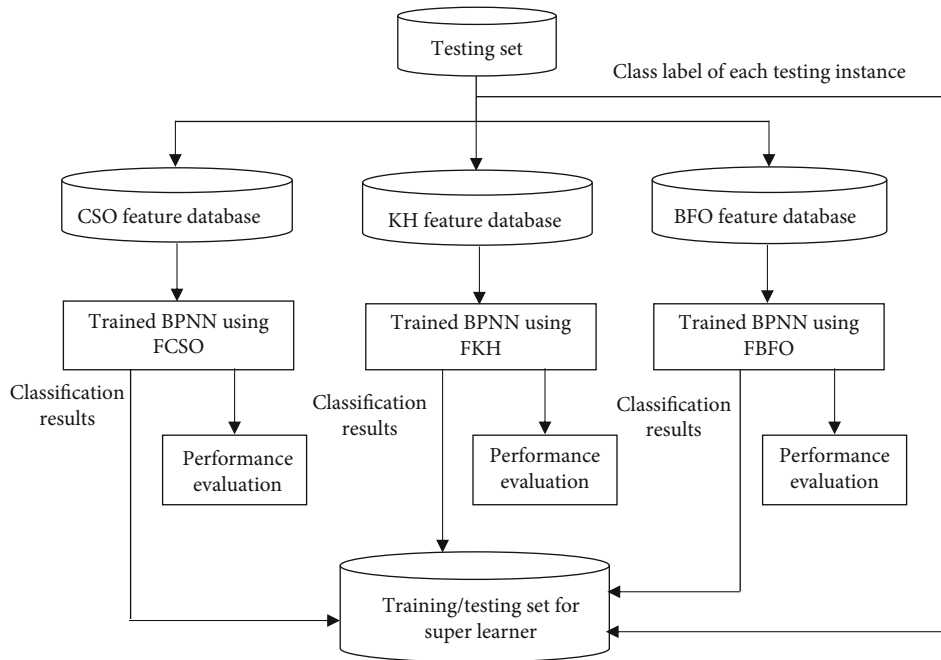 Testing set
Class label of each testing instance
CSO feature database
KH feature database
BFO feature database
Trained BPNN using
FCSO
Trained BPNN using
FKH
Trained BPNN using
FBFO
Classification
results
Classification
results
Classification
results
Performance
evaluation
Performance
evaluation
Performance
evaluation
Training/testing set for
super learner